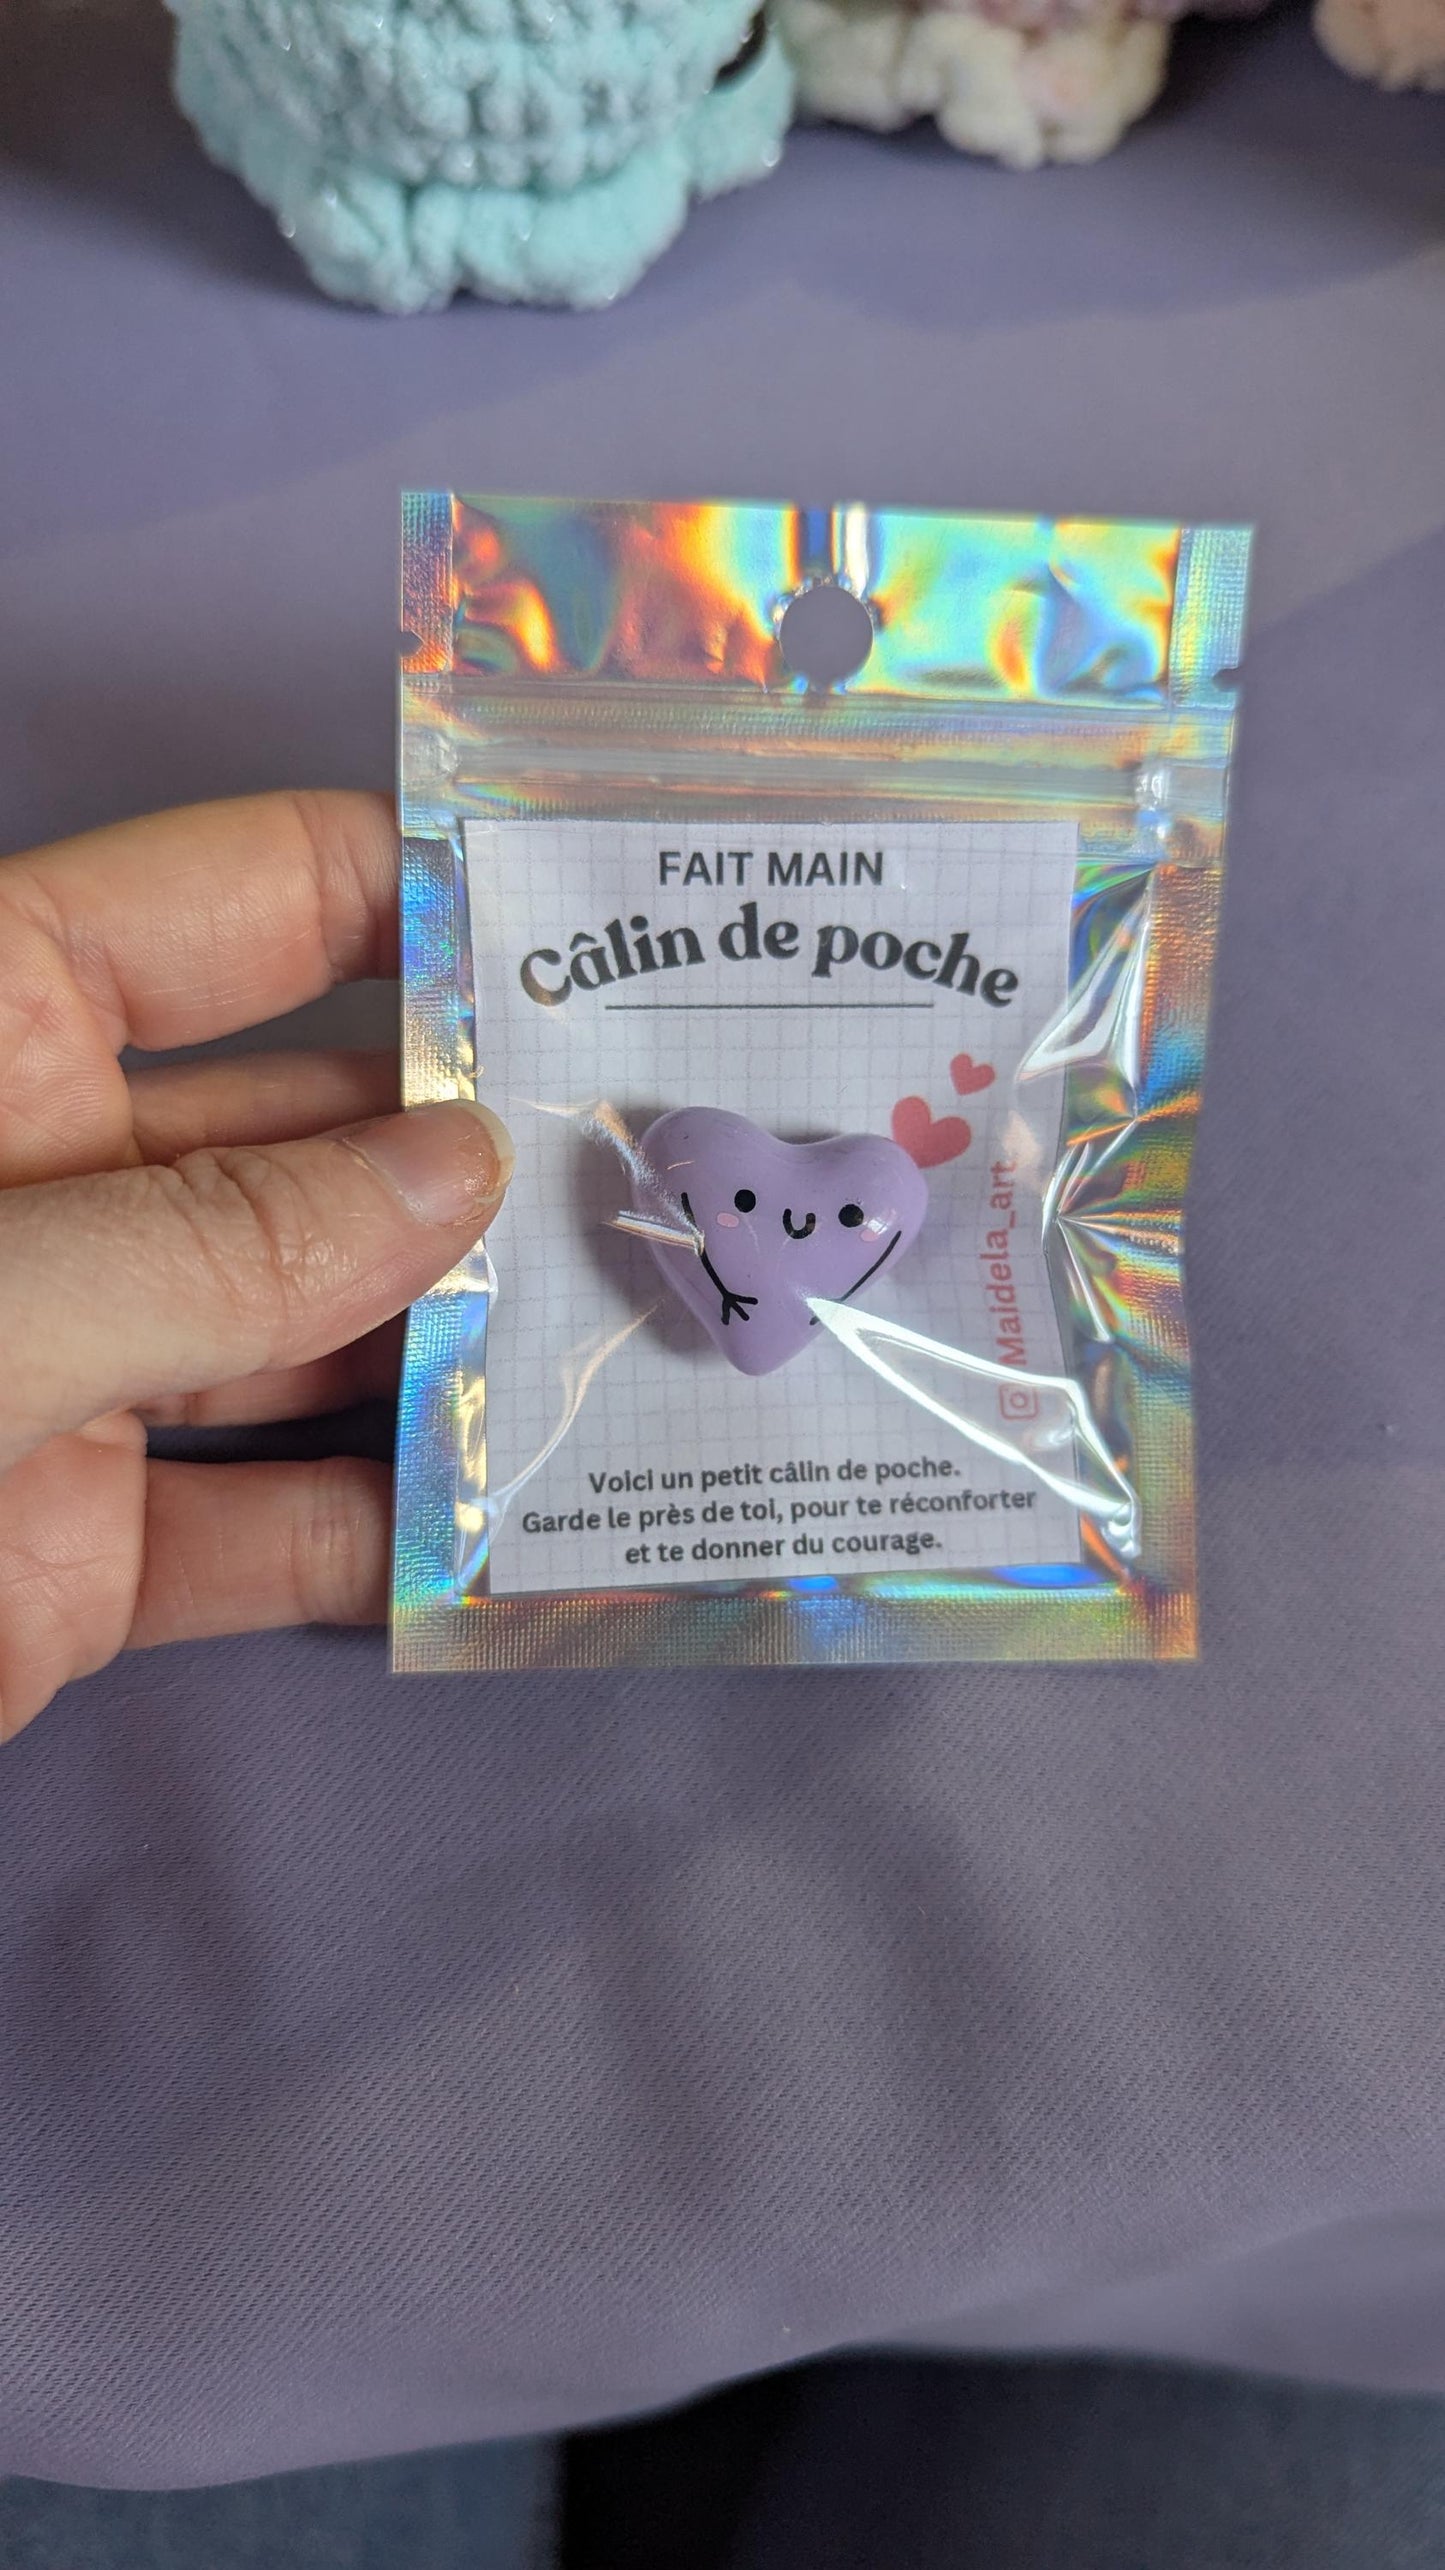 FAIT MAIN
Câlin de poche
Maidela_art
Voici un petit câlin de poche.
Garde le près de toi, pour te réconforter
et te donner du courage.